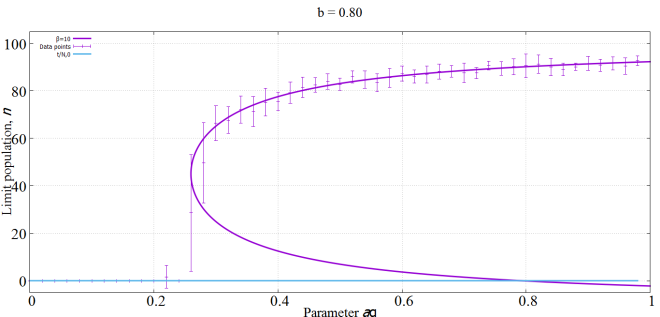 b = 0.80
β=10
Data points
t/N,0
Limit population, n
100
80
60
40
20
0
0
0.2
0.4
0.6
0.8
1
Parameter